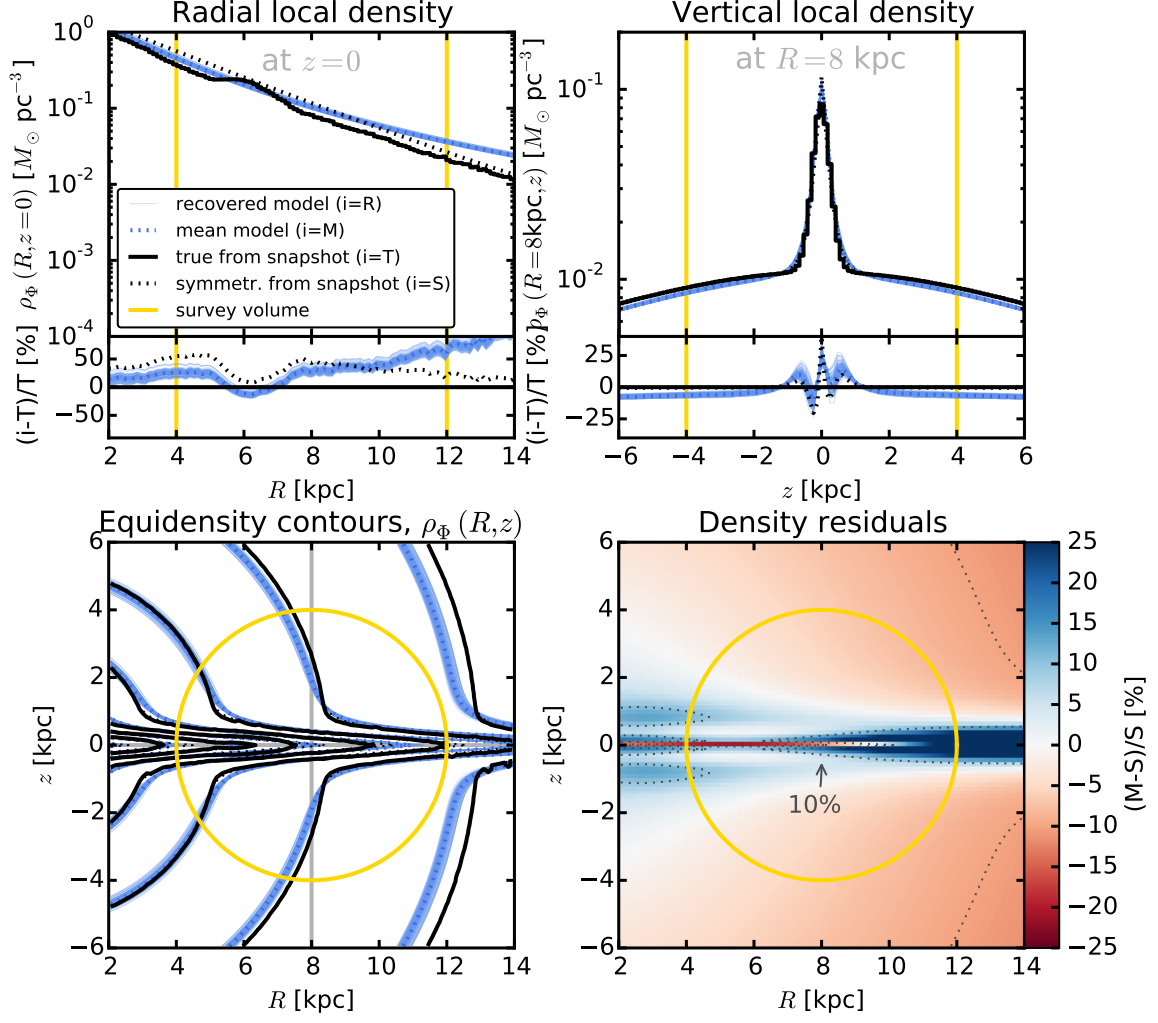 Radial local density
Vertical local density
at z=0
at R=8 kpc
ρ_Φ (R,z=0) [M_⊙ pc⁻³]
10⁰
10⁻¹
10⁻²
10⁻³
10⁻⁴
recovered model (i=R)
mean model (i=M)
true from snapshot (i=T)
symmetr. from snapshot (i=S)
survey volume
(i-T)/T [%]
50
0
−50
2 4 6 8 10 12 14
R [kpc]
ρ_Φ (R=8kpc,z) [M_⊙ pc⁻³]
10⁻¹
10⁻²
(i-T)/T [%]
25
0
−25
−6 −4 −2 0 2 4 6
z [kpc]
Equidensity contours, ρ_Φ (R,z)
Density residuals
z [kpc]
6
4
2
0
−2
−4
−6
2 4 6 8 10 12 14
R [kpc]
z [kpc]
6
4
2
0
−2
−4
−6
10%
2 4 6 8 10 12 14
R [kpc]
25
20
15
10
5
0
−5
−10
−15
−20
−25
(M-S)/S [%]